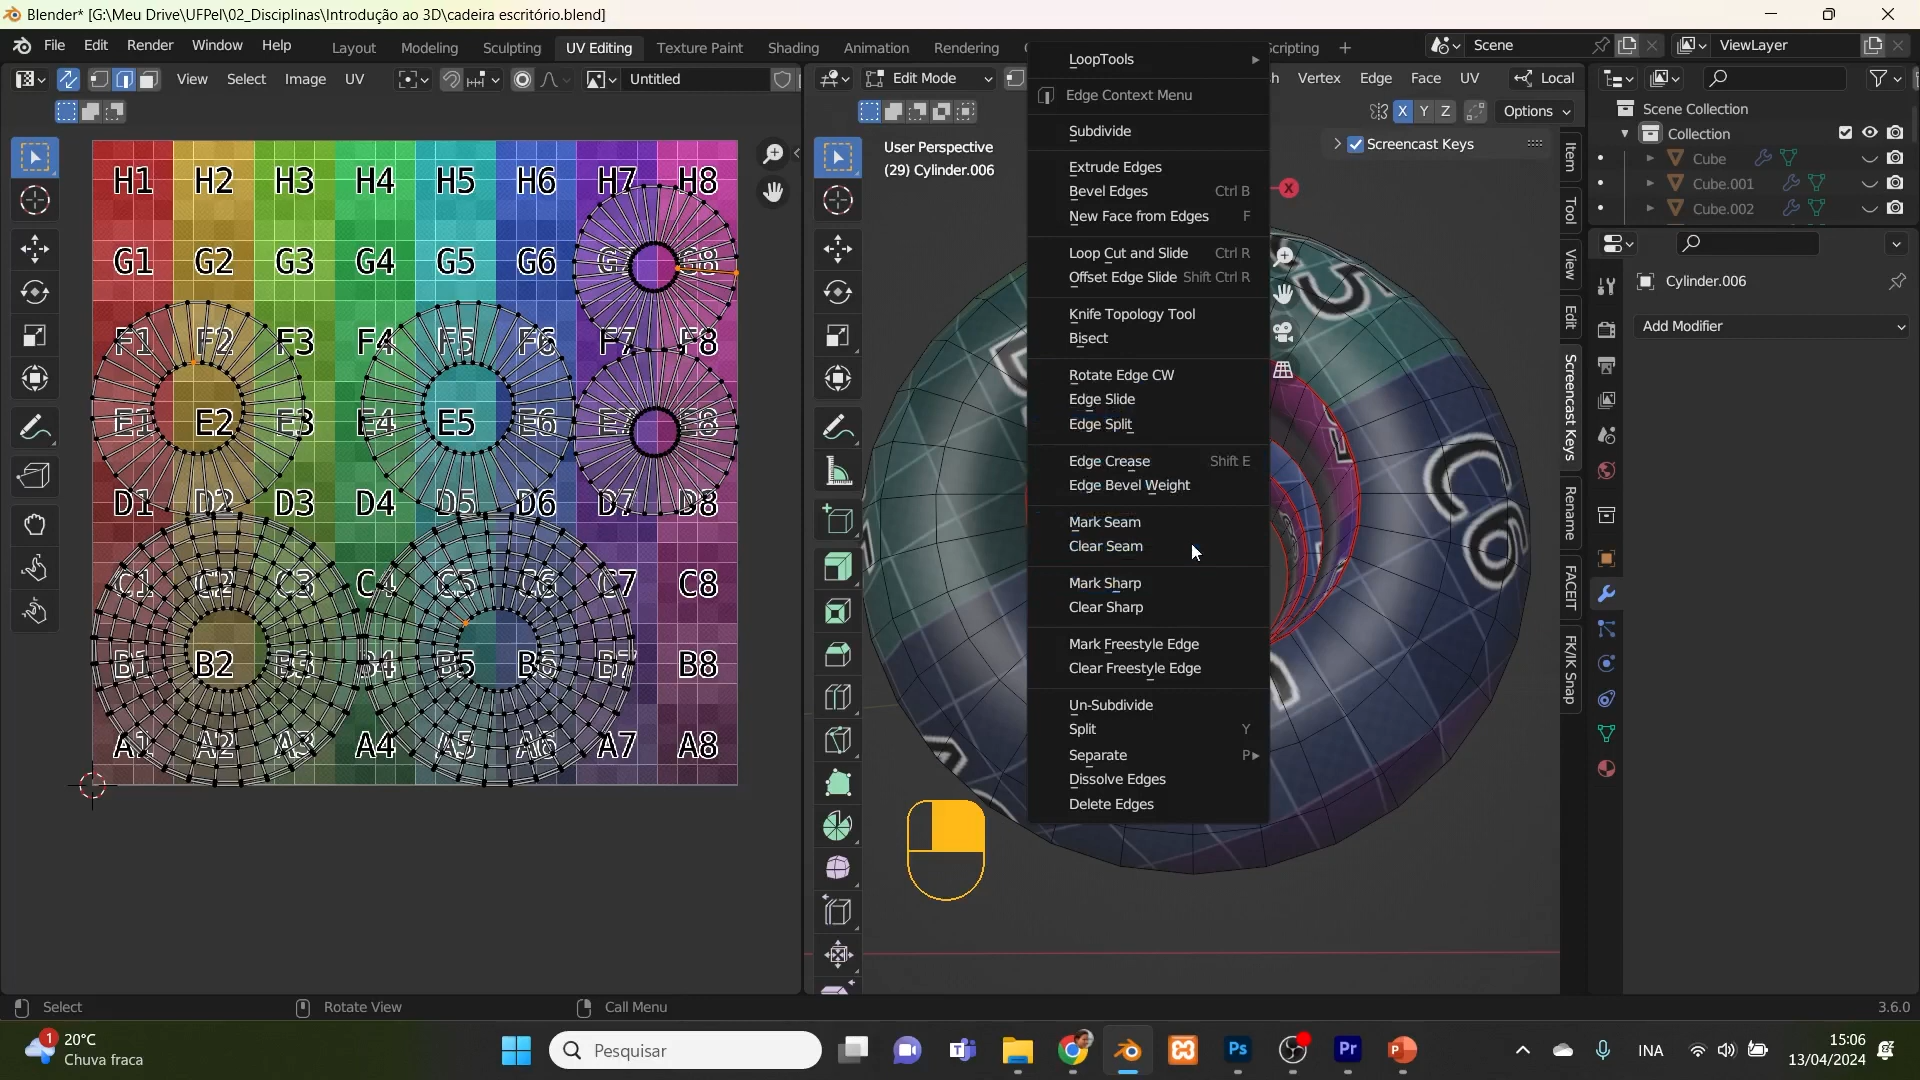 Blender* [G:\Meu Drive\UFPel\02_Disciplinas\Introdução ao 3D\cadeira escritório.blend]
File Edit Render Window Help Layout Modeling Sculpting UV Editing Texture Paint Shading Animation Rendering Scripting + Scene ViewLayer
View Select Image UV Untitled Edit Mode Vertex Edge Face UV Local
X Y Z Options
User Perspective
(29) Cylinder.006
Screencast Keys
X
Scene Collection
Collection
Cube
Cube.001
Cube.002
Cylinder.006
Add Modifier
Item
Tool
View
Edit
Screencast Keys
Rename
FACEIT
FK/IK Snap
LoopTools
Edge Context Menu
Subdivide
Extrude Edges
Bevel Edges Ctrl B
New Face from Edges F
Loop Cut and Slide Ctrl R
Offset Edge Slide Shift Ctrl R
Knife Topology Tool
Bisect
Rotate Edge CW
Edge Slide
Edge Split
Edge Crease Shift E
Edge Bevel Weight
Mark Seam
Clear Seam
Mark Sharp
Clear Sharp
Mark Freestyle Edge
Clear Freestyle Edge
Un-Subdivide
Split Y
Separate P
Dissolve Edges
Delete Edges
H1 H2 H3 H4 H5 H6 H7 H8
G1 G2 G3 G4 G5 G6 G7 G8
F1 F2 F3 F4 F5 F6 F7 F8
E1 E2 E3 E4 E5 E6 E7 E8
D1 D2 D3 D4 D5 D6 D7 D8
C1 C2 C3 C4 C5 C6 C7 C8
B1 B2 B3 B4 B5 B6 B7 B8
A1 A2 A3 A4 A5 A6 A7 A8
C6
Select Rotate View Call Menu 3.6.0
1 20°C
Chuva fraca
Pesquisar
Ps
Pr
INA
15:06
13/04/2024